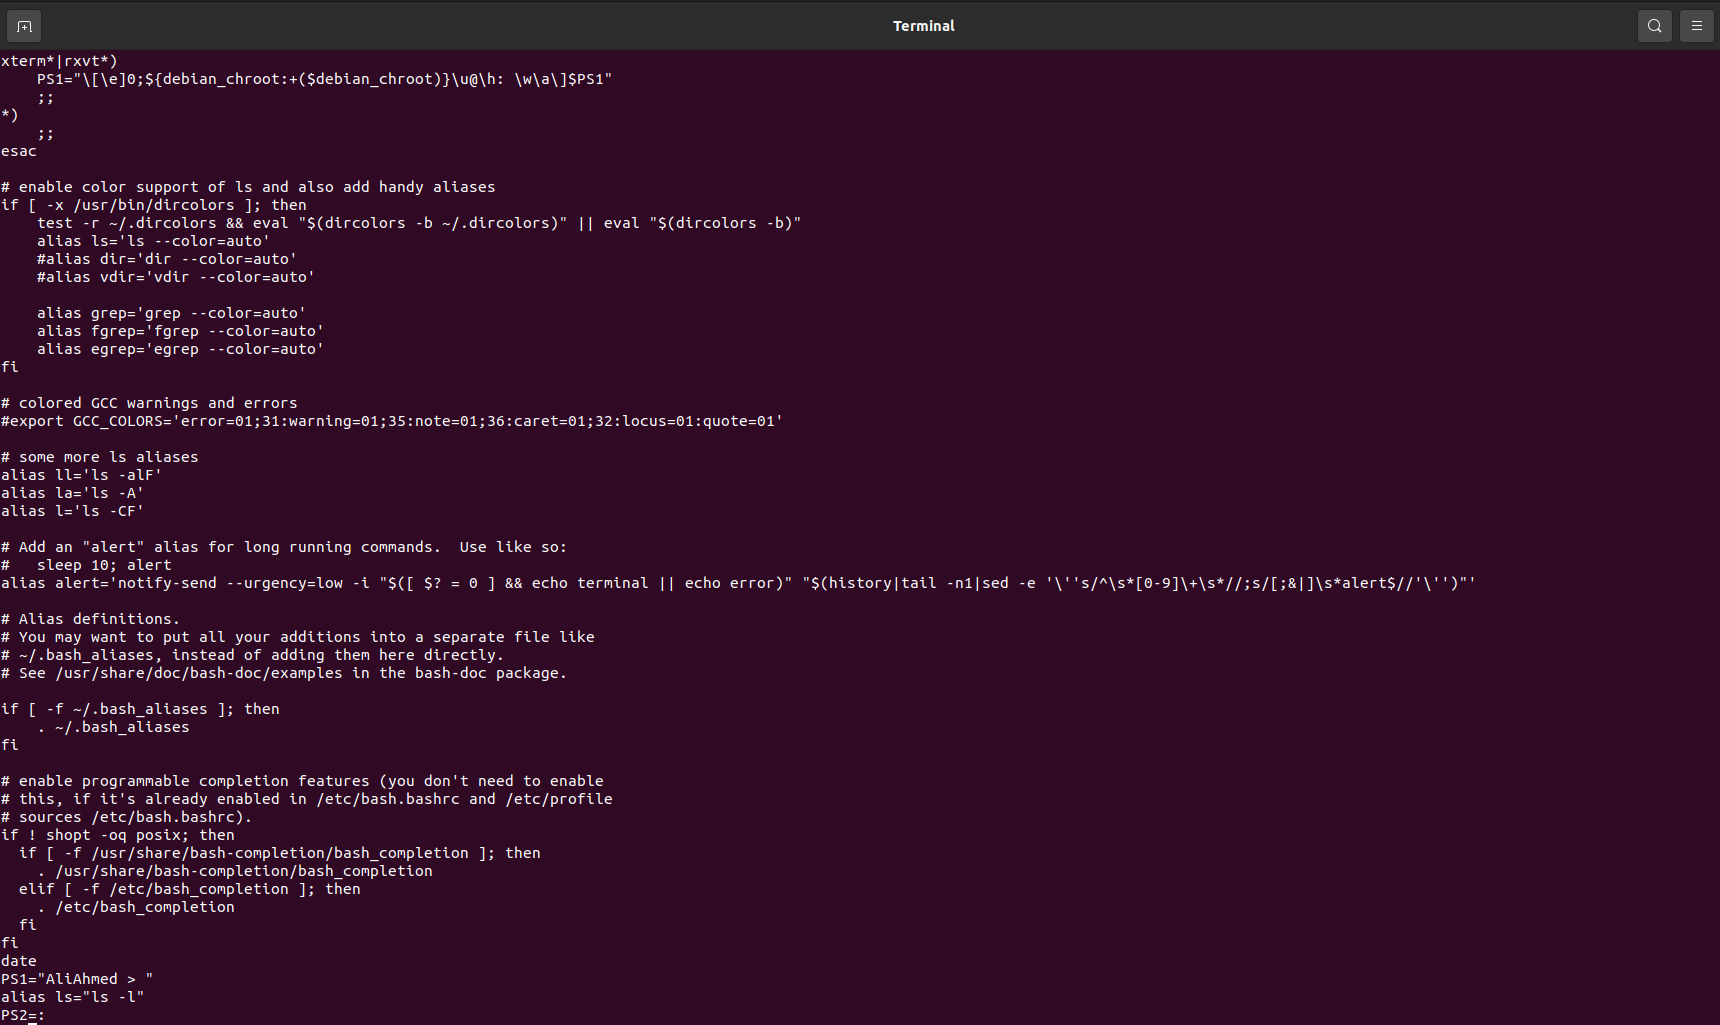 Terminal
xterm*|rxvt*)
    PS1="\[\e]0;${debian_chroot:+($debian_chroot)}\u@\h: \w\a\]$PS1"
    ;;
*)
    ;;
esac

# enable color support of ls and also add handy aliases
if [ -x /usr/bin/dircolors ]; then
    test -r ~/.dircolors && eval "$(dircolors -b ~/.dircolors)" || eval "$(dircolors -b)"
    alias ls='ls --color=auto'
    #alias dir='dir --color=auto'
    #alias vdir='vdir --color=auto'

    alias grep='grep --color=auto'
    alias fgrep='fgrep --color=auto'
    alias egrep='egrep --color=auto'
fi

# colored GCC warnings and errors
#export GCC_COLORS='error=01;31:warning=01;35:note=01;36:caret=01;32:locus=01:quote=01'

# some more ls aliases
alias ll='ls -alF'
alias la='ls -A'
alias l='ls -CF'

# Add an "alert" alias for long running commands.  Use like so:
#   sleep 10; alert
alias alert='notify-send --urgency=low -i "$([ $? = 0 ] && echo terminal || echo error)" "$(history|tail -n1|sed -e '\''s/^\s*[0-9]\+\s*//;s/[;&|]\s*alert$//'\'')"'

# Alias definitions.
# You may want to put all your additions into a separate file like
# ~/.bash_aliases, instead of adding them here directly.
# See /usr/share/doc/bash-doc/examples in the bash-doc package.

if [ -f ~/.bash_aliases ]; then
    . ~/.bash_aliases
fi

# enable programmable completion features (you don't need to enable
# this, if it's already enabled in /etc/bash.bashrc and /etc/profile
# sources /etc/bash.bashrc).
if ! shopt -oq posix; then
  if [ -f /usr/share/bash-completion/bash_completion ]; then
    . /usr/share/bash-completion/bash_completion
  elif [ -f /etc/bash_completion ]; then
    . /etc/bash_completion
  fi
fi
date
PS1="AliAhmed > "
alias ls="ls -l"
PS2=: